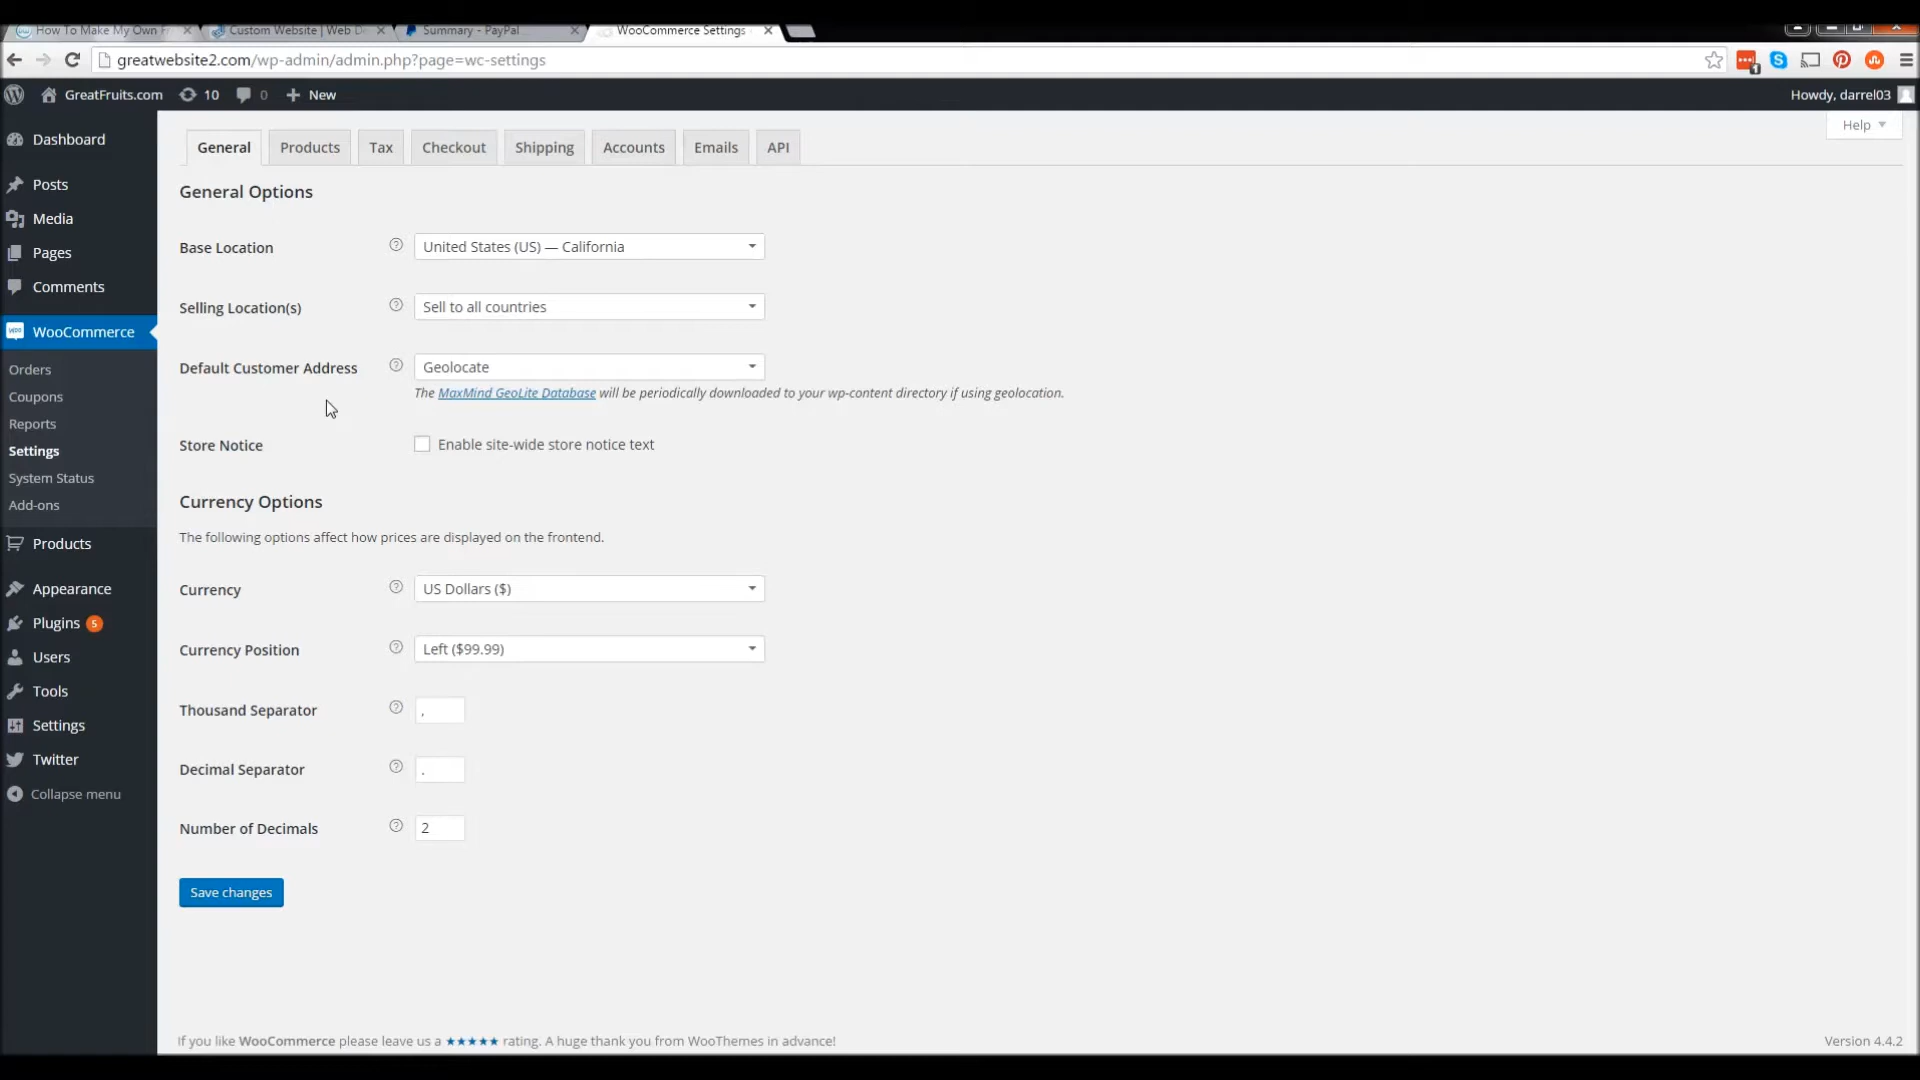 How To Make My Own F
Custom Website | Web D
Summary - PayPal
WooCommerce Settings
greatwebsite2.com/wp-admin/admin.php?page=wc-settings
1
GreatFruits.com
10
0
New
Howdy, darrel03
Help
Dashboard
Posts
Media
Pages
Comments
WooCommerce
Orders
Coupons
Reports
Settings
System Status
Add-ons
Products
Appearance
Plugins 5
Users
Tools
Settings
Twitter
Collapse menu
General
Products
Tax
Checkout
Shipping
Accounts
Emails
API
General Options
Base Location
United States (US) — California
Selling Location(s)
Sell to all countries
Default Customer Address
Geolocate
The MaxMind GeoLite Database will be periodically downloaded to your wp-content directory if using geolocation.
Store Notice
Enable site-wide store notice text
Currency Options
The following options affect how prices are displayed on the frontend.
Currency
US Dollars ($)
Currency Position
Left ($99.99)
Thousand Separator
,
Decimal Separator
.
Number of Decimals
2
Save changes
If you like WooCommerce please leave us a ★★★★★ rating. A huge thank you from WooThemes in advance!
Version 4.4.2